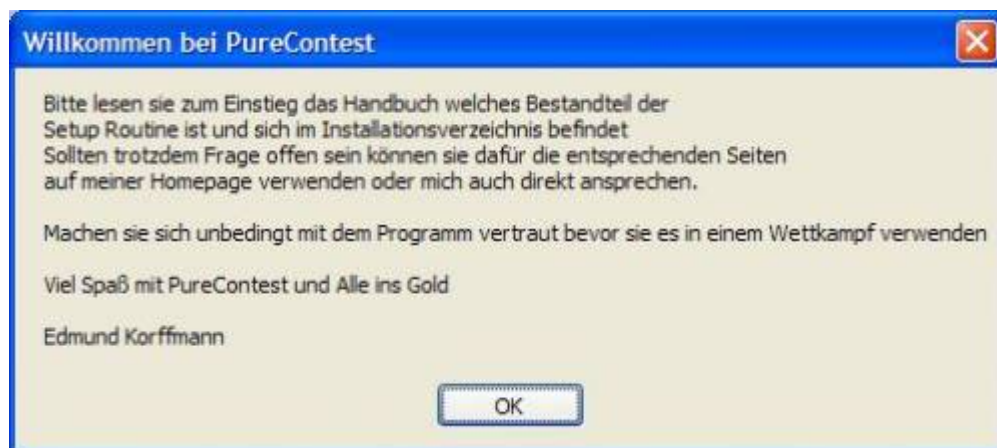 Willkommen bei PureContest
Bitte lesen sie zum Einstieg das Handbuch welches Bestandteil der
Setup Routine ist und sich im Installationsverzeichnis befindet
Sollten trotzdem Frage offen sein können sie dafür die entsprechenden Seiten
auf meiner Homepage verwenden oder mich auch direkt ansprechen.
Machen sie sich unbedingt mit dem Programm vertraut bevor sie es in einem Wettkampf verwenden
Viel Spaß mit PureContest und Alle ins Gold
Edmund Korffmann
OK